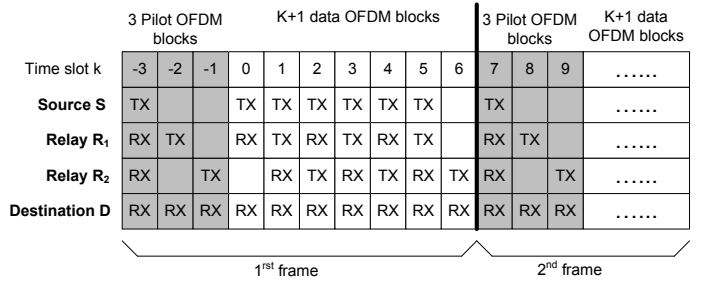 3 Pilot OFDM blocks K+1 data OFDM blocks 3 Pilot OFDM blocks K+1 data OFDM blocks
Time slot k -3 -2 -1 0 1 2 3 4 5 6 7 8 9 ......
Source S TX TX TX TX TX TX TX TX ......
Relay R₁ RX TX RX TX RX TX RX TX RX TX ......
Relay R₂ RX TX RX TX RX TX RX TX RX TX ......
Destination D RX RX RX RX RX RX RX RX RX RX RX RX RX ......
1rst frame 2nd frame